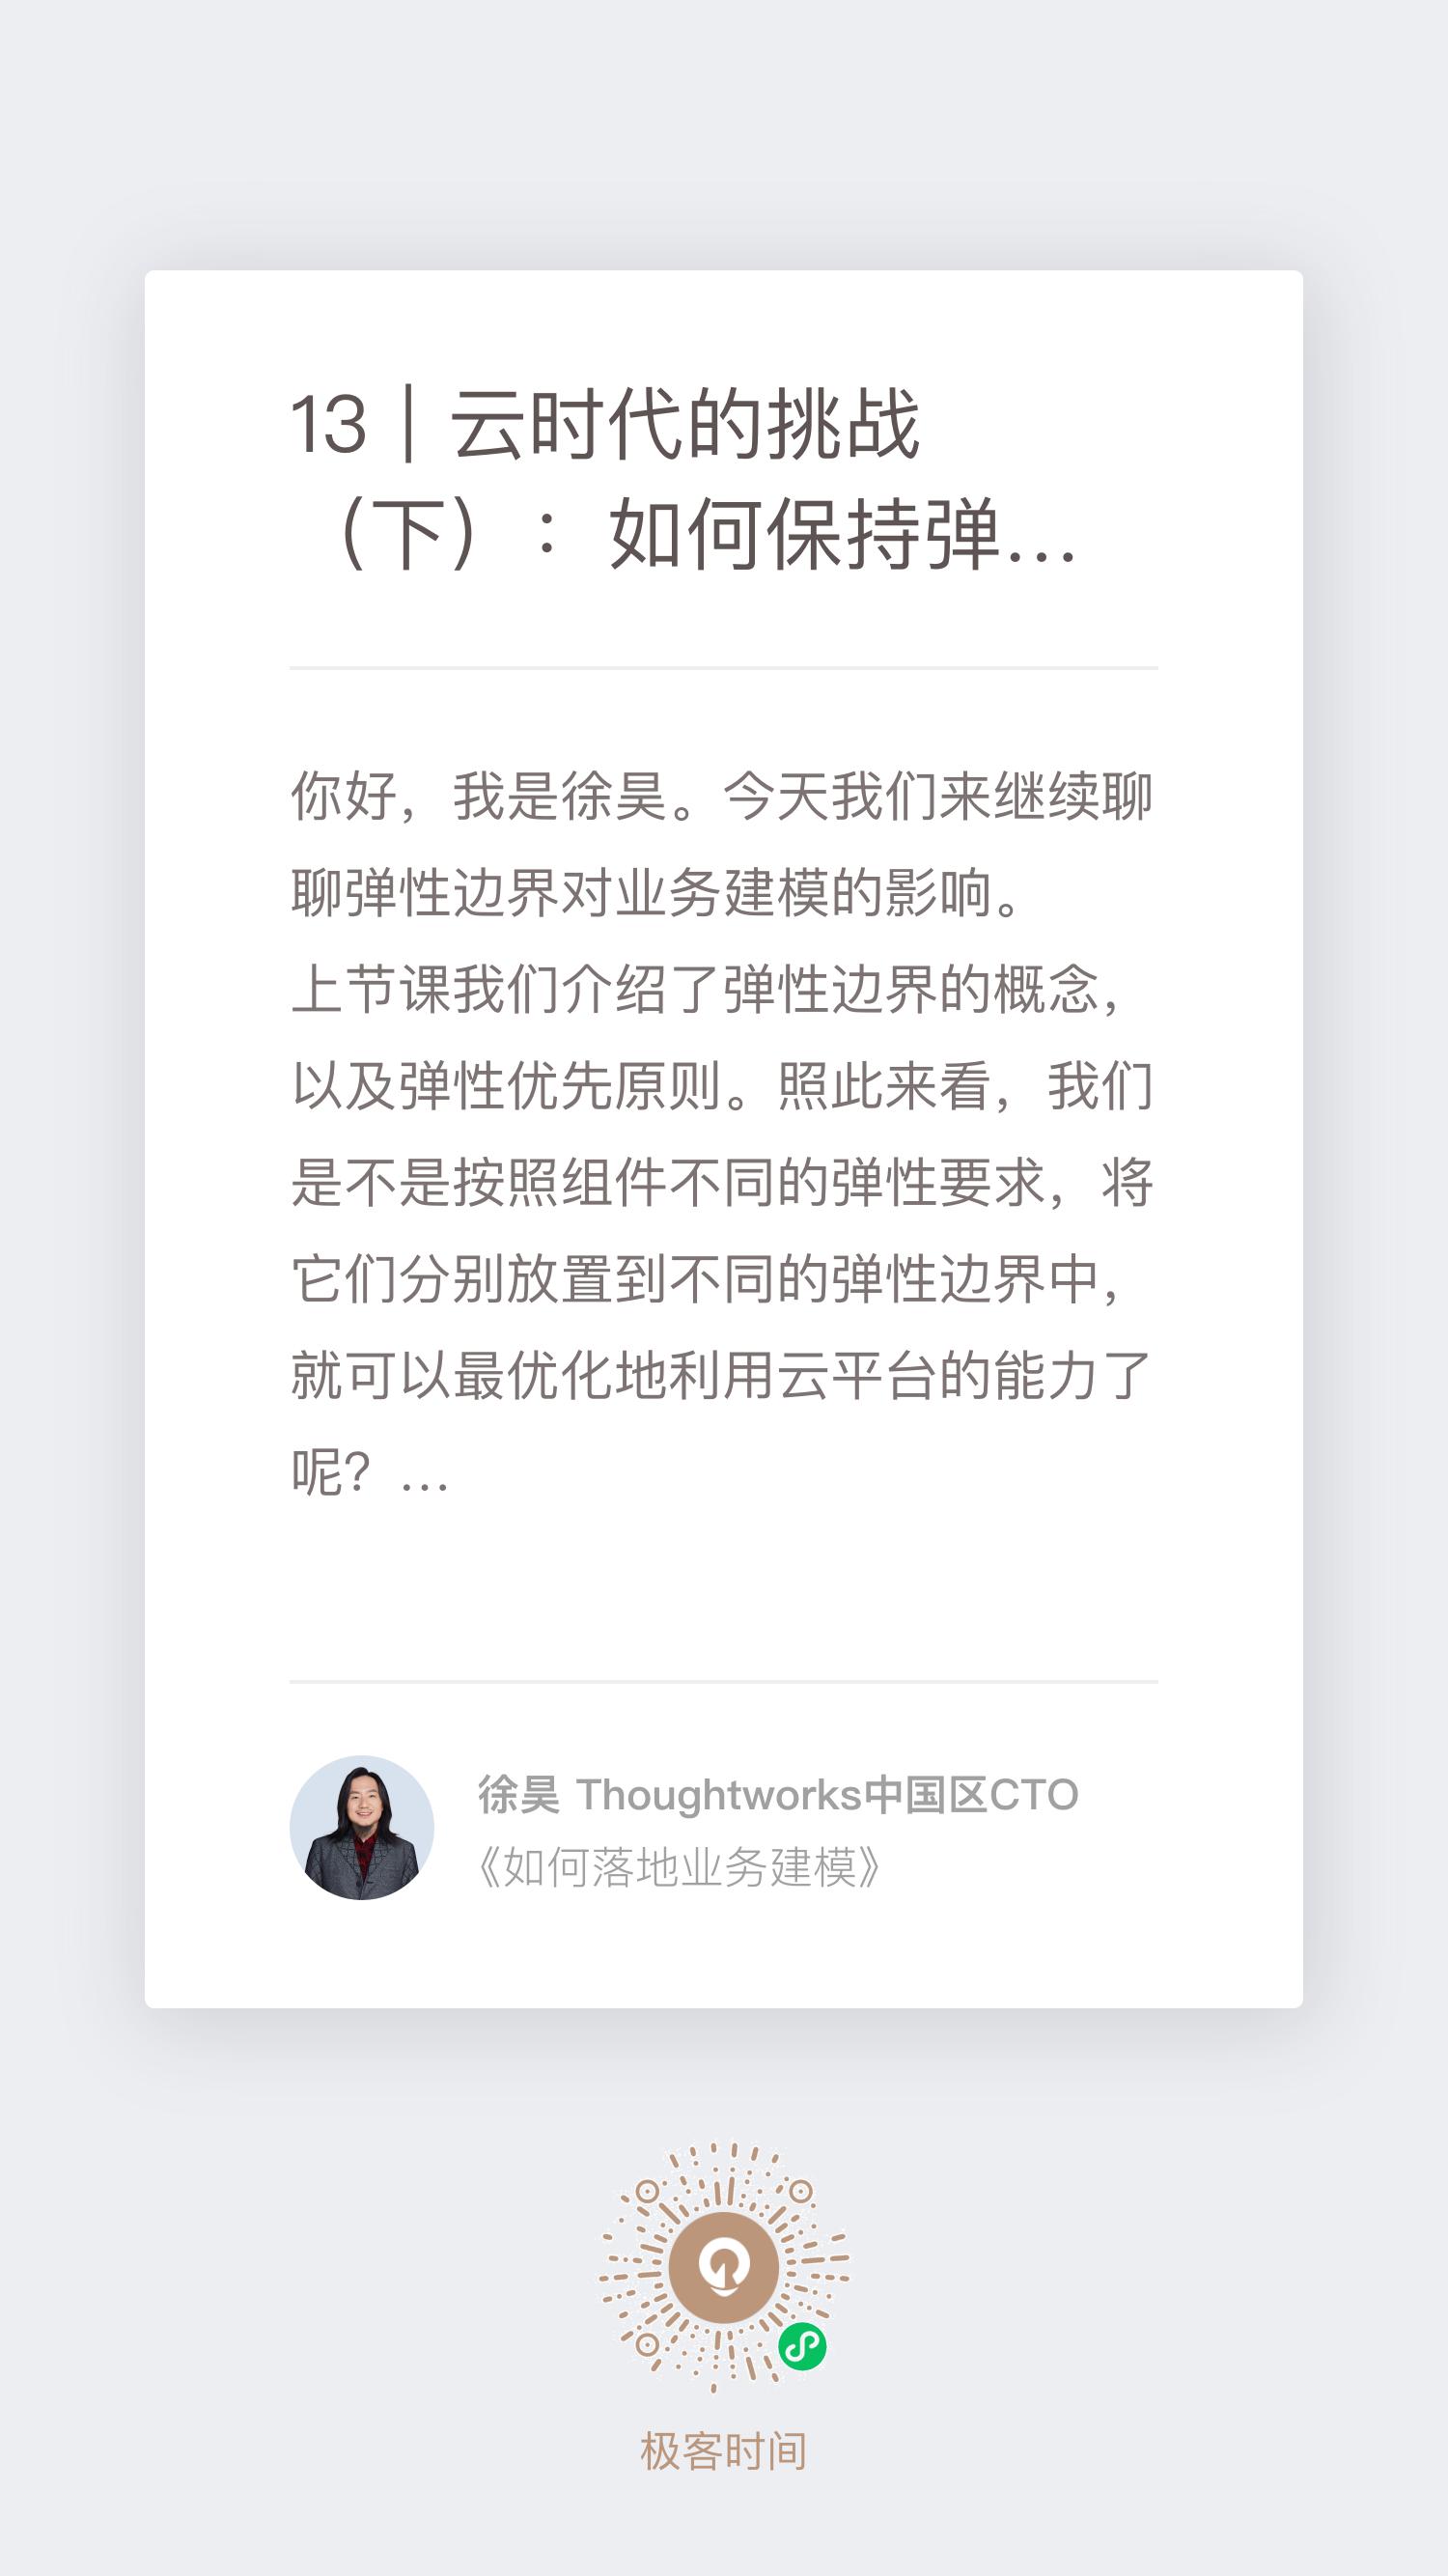 13｜云时代的挑战
（下）：如何保持弹...
你好，我是徐昊。今天我们来继续聊
聊弹性边界对业务建模的影响。
上节课我们介绍了弹性边界的概念，
以及弹性优先原则。照此来看，我们
是不是按照组件不同的弹性要求，将
它们分别放置到不同的弹性边界中，
就可以最优化地利用云平台的能力了
呢？...
徐昊 Thoughtworks中国区CTO
《如何落地业务建模》
极客时间